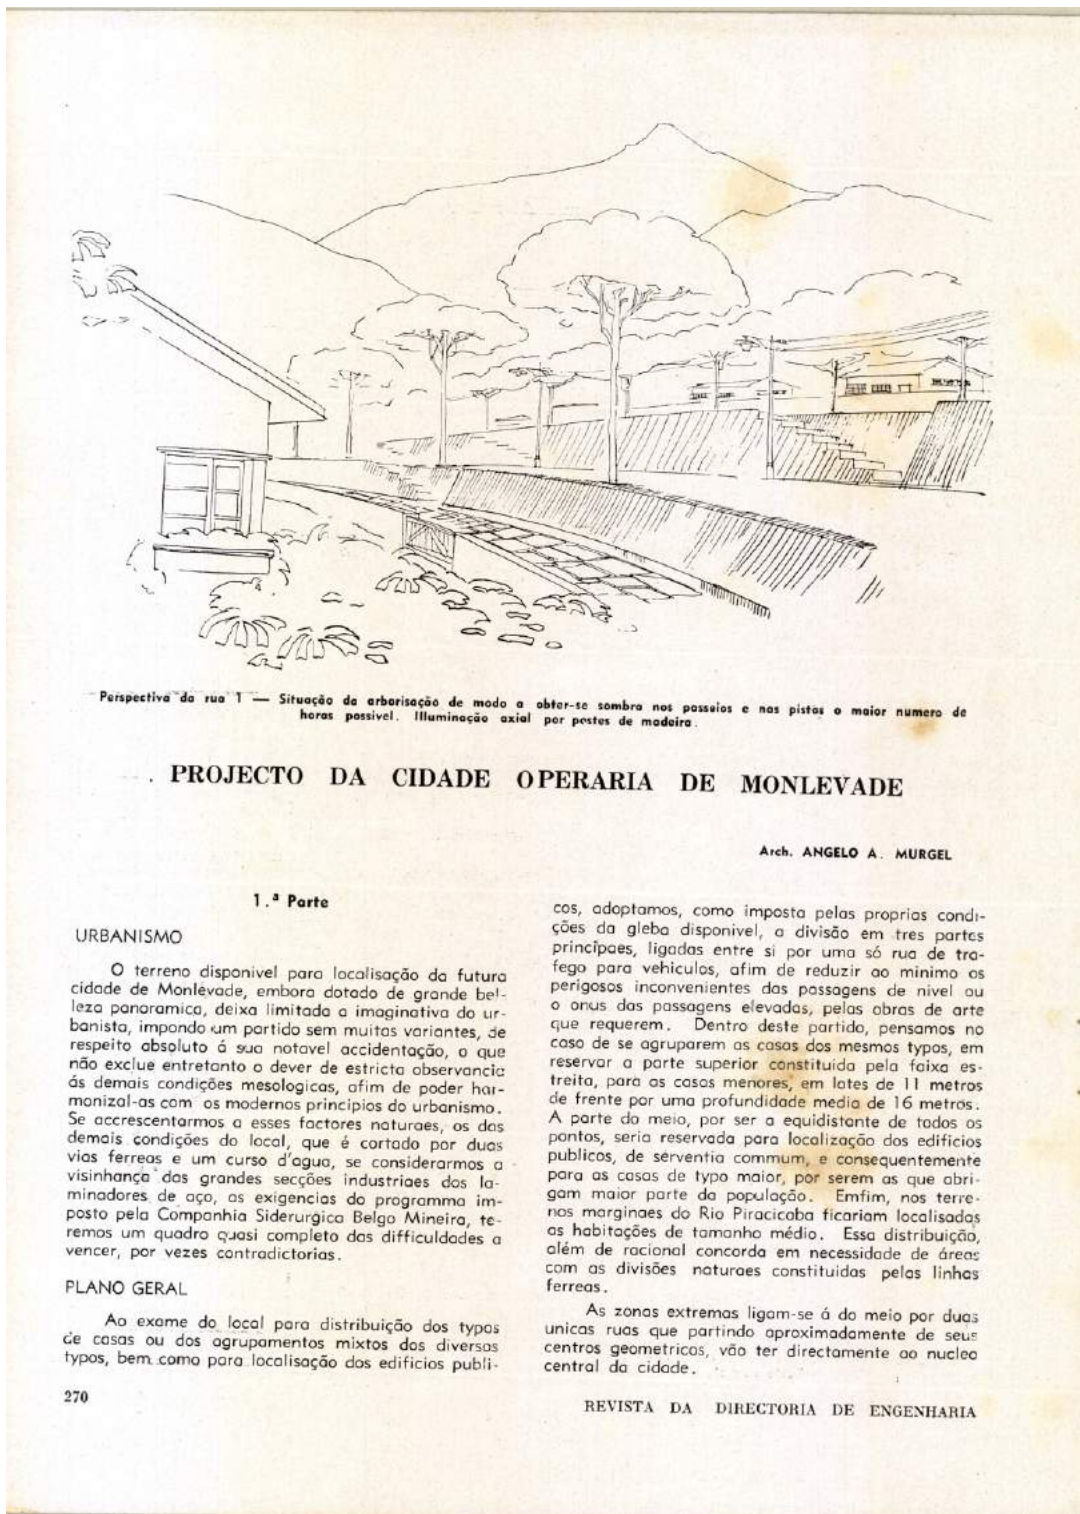 Perspectiva da rua 1 — Situação da arborisação de modo a obter-se sombra nos passeios e nas pistas o maior numero de
horas possivel. Illuminação axial por postes de madeira.
PROJECTO DA CIDADE OPERARIA DE MONLEVADE
Arch. ANGELO A. MURGEL
1.ª Parte
URBANISMO
O terreno disponivel para localisação da futura
cidade de Monlevade, embora dotado de grande bel-
leza panoramica, deixa limitada a imaginativa do ur-
banista, impondo um partido sem muitas variantes, de
respeito absoluto á sua notavel accidentação, o que
não exclue entretanto o dever de estricta observancia
ás demais condições mesologicas, afim de poder har-
monizal-as com os modernos principios do urbanismo.
Se accrescentarmos a esses factores naturaes, os das
demais condições do local, que é cortado por duas
vias ferreas e um curso d'agua, se considerarmos a
visinhança das grandes secções industriaes dos la-
minadores de aço, as exigencias do programma im-
posto pela Companhia Siderurgica Belgo Mineira, te-
remos um quadro quasi completo das difficuldades a
vencer, por vezes contradictorias.
PLANO GERAL
Ao exame do local para distribuição dos typos
de casas ou dos agrupamentos mixtos dos diversos
typos, bem como para localisação dos edificios publi-
270
cos, adoptamos, como imposta pelas proprias condi-
ções da gleba disponivel, a divisão em tres partes
principaes, ligadas entre si por uma só rua de tra-
fego para vehiculos, afim de reduzir ao minimo os
perigosos inconvenientes das passagens de nivel ou
o onus das passagens elevadas, pelas obras de arte
que requerem. Dentro deste partido, pensamos no
caso de se agruparem as casas dos mesmos typos, em
reservar a parte superior constituida pela faixa es-
treita, para as casas menores, em lotes de 11 metros
de frente por uma profundidade media de 16 metros.
A parte do meio, por ser a equidistante de todos os
pontos, seria reservada para localização dos edificios
publicos, de serventia commum, e consequentemente
para as casas de typo maior, por serem as que abri-
gam maior parte da população. Emfim, nos terre-
nos marginaes do Rio Piracicaba ficariam localisadas
as habitações de tamanho médio. Essa distribuição,
além de racional concorda em necessidade de áreas
com as divisões naturaes constituidas pelas linhas
ferreas.
As zonas extremas ligam-se á do meio por duas
unicas ruas que partindo aproximadamente de seus
centros geometricos, vão ter directamente ao nucleo
central da cidade.
REVISTA DA DIRECTORIA DE ENGENHARIA